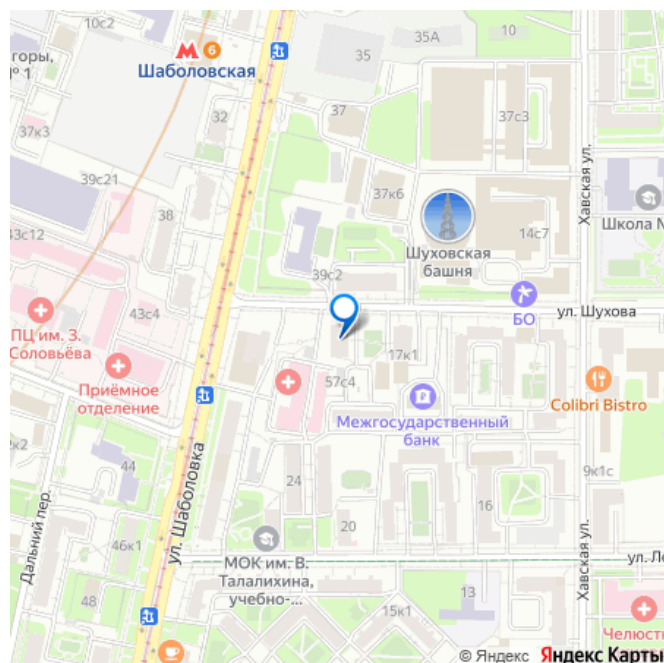 10с2
35А
35
10
горы,
№ 1
6
Шаболовская
37
37с3
32
37к3
39с21
37к6
Хавская ул.
Школа №
38
43с12
14с7
Шуховская
башня
39с2
ул. Шухова
43с4
БО
ПЦ им. З.
Соловьёва
17к1
57с4
Приёмное
отделение
Colibri Bistro
Межгосударственный
банк
2к2
44
ул. Шаболовка
24
9к1с
16
20
46к1
Дальний пер.
МОК им. В.
Талалихина,
учебно-...
Хавская ул.
ул. Ле
48
13
15к1
Челюстн
© Яндекс Яндекс Карты